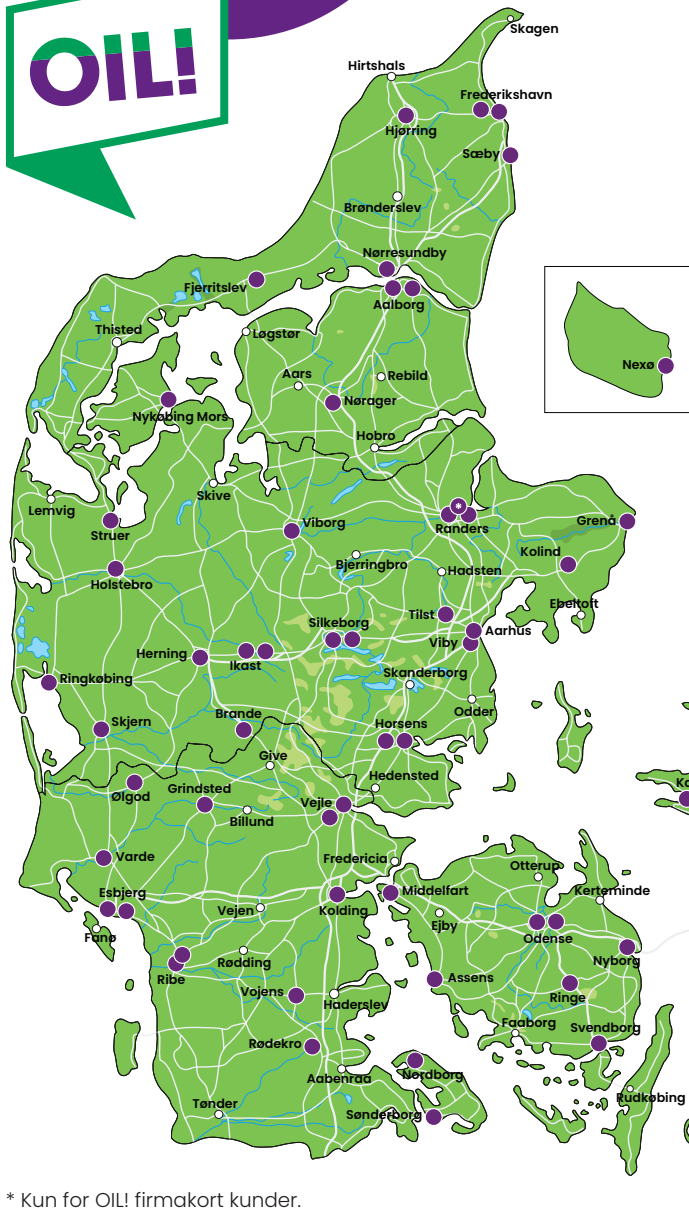 OIL!
Skagen
Hirtshals
Frederikshavn
Hjørring
Sæby
Brønderslev
Nørresundby
Fjerritslev
Aalborg
Thisted
Løgstør
Nexø
Aars
Rebild
Nørager
Nykøbing Mors
Hobro
Skive
Lemvig
Struer
Viborg
*
Randers
Grenå
Kolind
Bjerringbro
Hadsten
Holstebro
Ebeltoft
Tilst
Silkeborg
Aarhus
Viby
Herning
Ikast
Skanderborg
Ringkøbing
Odder
Brande
Skjern
Horsens
Give
Hedensted
Ølgod
Grindsted
Vejle
Billund
Varde
Fredericia
Otterup
Esbjerg
Middelfart
Kerteminde
Vejen
Kolding
Ejby
Fanø
Odense
Nyborg
Rødding
Ribe
Assens
Vojens
Haderslev
Ringe
Faaborg
Svendborg
Rødekro
Nordborg
Aabenraa
Rudkøbing
Tønder
Sønderborg
* Kun for OIL! firmakort kunder.